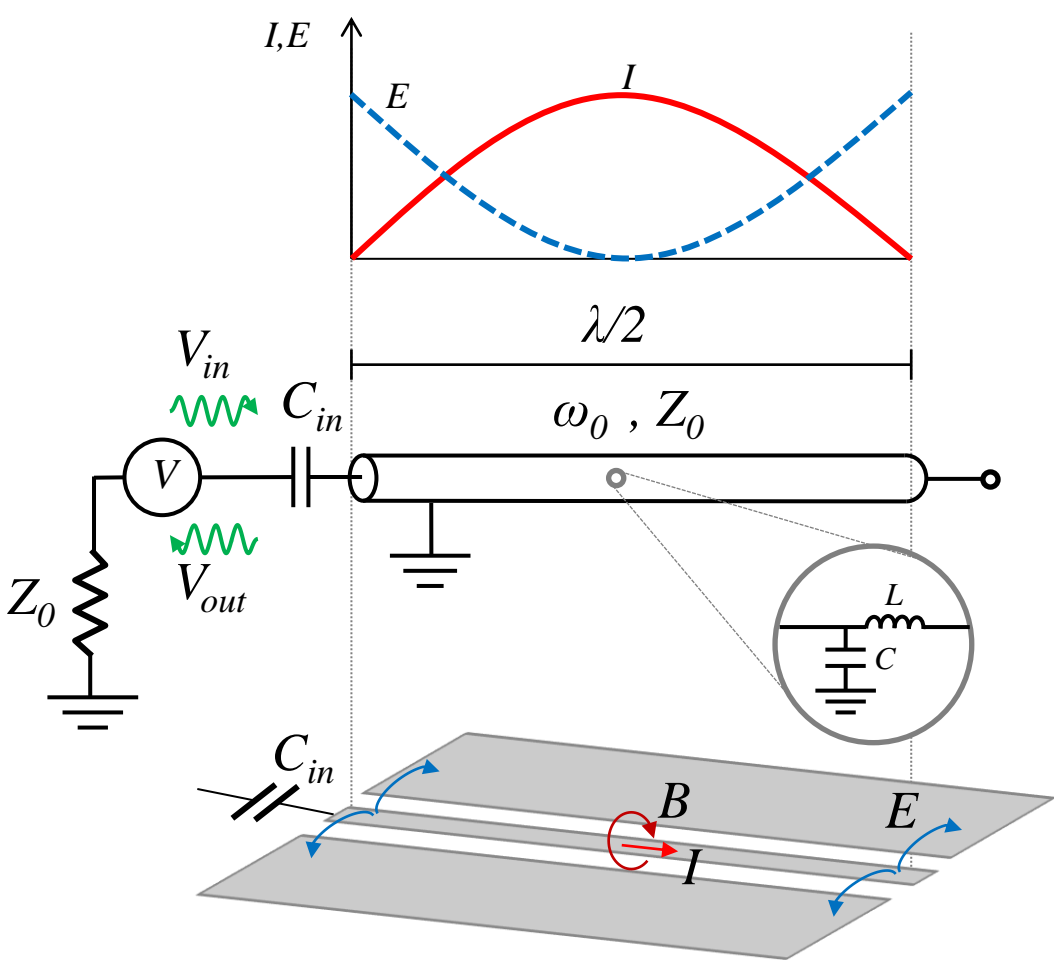 I,E
E
I
λ/2
V_in
C_in
ω_0 , Z_0
V
V_out
Z_0
L
C
C_in
B
E
I